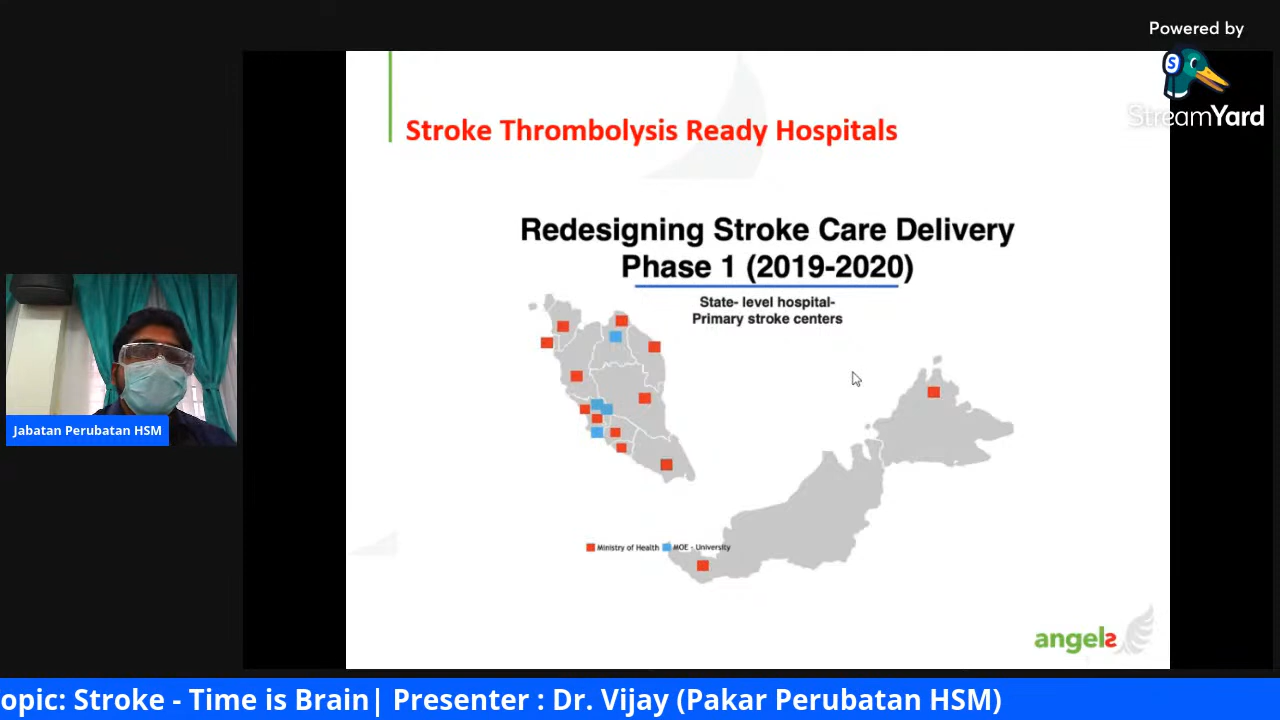 Powered by
S
StreamYard
Stroke Thrombolysis Ready Hospitals
Redesigning Stroke Care Delivery
Phase 1 (2019-2020)
State- level hospital-
Primary stroke centers
Ministry of Health MOE - University
Jabatan Perubatan HSM
angels
opic: Stroke - Time is Brain| Presenter : Dr. Vijay (Pakar Perubatan HSM)